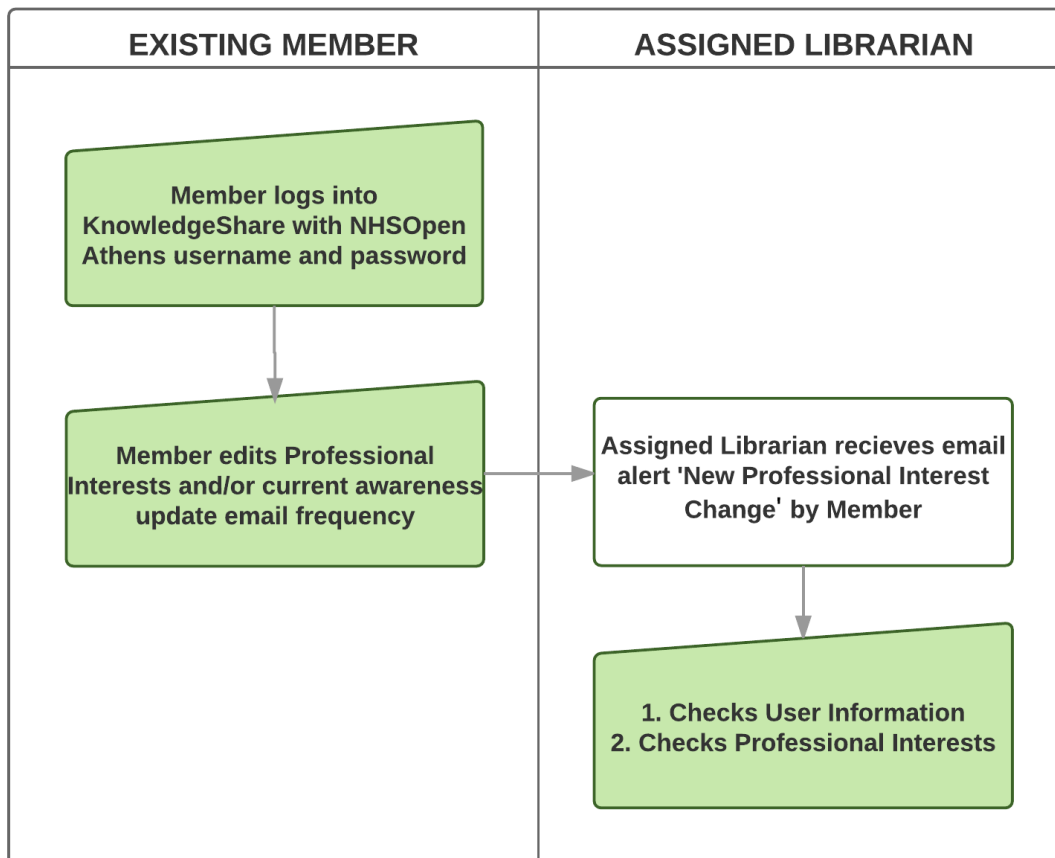 EXISTING MEMBER
ASSIGNED LIBRARIAN
Member logs into
KnowledgeShare with NHSOpen
Athens username and password
Member edits Professional
Interests and/or current awareness
update email frequency
Assigned Librarian recieves email
alert 'New Professional Interest
Change' by Member
1. Checks User Information
2. Checks Professional Interests